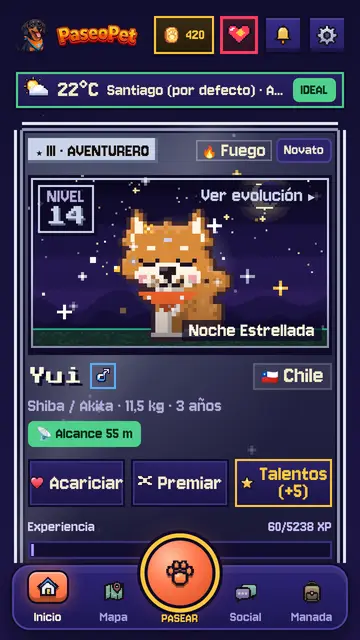 PaseoPet
420
22°C Santiago (por defecto) · A... IDEAL
★ III · AVENTURERO
🔥 Fuego
Novato
NIVEL
14
Ver evolución ▸
Noche Estrellada
Yui ♂
🇨🇱 Chile
Shiba / Akita · 11,5 kg · 3 años
📡 Alcance 55 m
♥ Acariciar
Premiar
★ Talentos
(+5)
Experiencia
60/5238 XP
Inicio
Mapa
PASEAR
Social
Manada